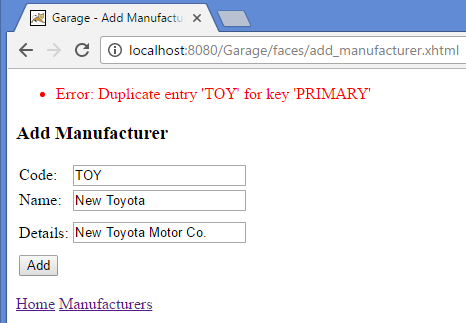 Garage - Add Manufactur
localhost:8080/Garage/faces/add_manufacturer.xhtml
Error: Duplicate entry 'TOY' for key 'PRIMARY'
Add Manufacturer
Code: TOY
Name: New Toyota
Details: New Toyota Motor Co.
Add
Home Manufacturers